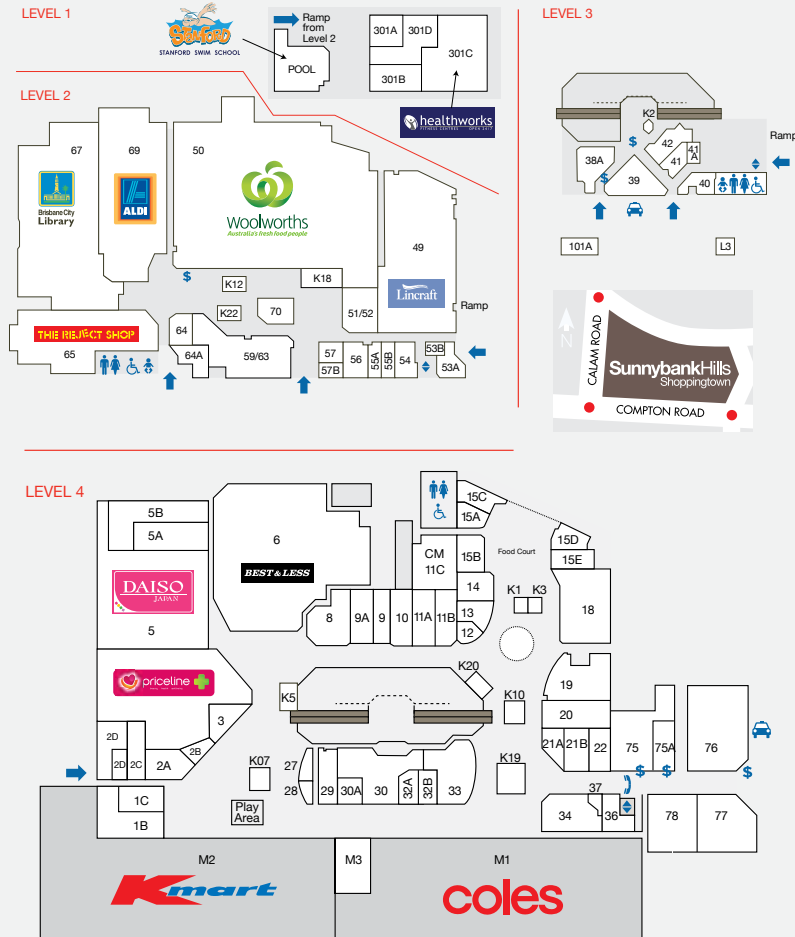 LEVEL 1
STANFORD
STANFORD SWIM SCHOOL
Ramp
from
Level 2
POOL
301A
301D
301C
301B
healthworks
FITNESS CENTRES OPEN 24/7
LEVEL 3
K2
42
41
41
A
38A
39
40
Ramp
$
$
101A
L3
N
CALAM ROAD
SunnybankHills
Shoppingtown
COMPTON ROAD
LEVEL 2
67
69
50
Brisbane City
Library
ALDI
Woolworths
Australia's fresh food people
49
Lincraft
$
K12
K18
K22
70
51/52
Ramp
THE REJECT SHOP
65
64
64A
59/63
57
57B
56
55A
55B
54
53B
53A
LEVEL 4
5B
5A
DAISO
JAPAN
5
6
BEST & LESS
15C
15A
CM
11C
15B
Food Court
15D
15E
14
13
12
K1
K3
18
8
9A
9
10
11A
11B
priceline
3
2D
2D
2C
2B
2A
K5
K20
K10
19
20
21A
21B
22
75
75A
76
$
$
$
K07
27
28
29
30A
30
32A
32B
33
K19
37
34
36
78
77
Play
Area
1C
1B
M2
M3
M1
Kmart
coles